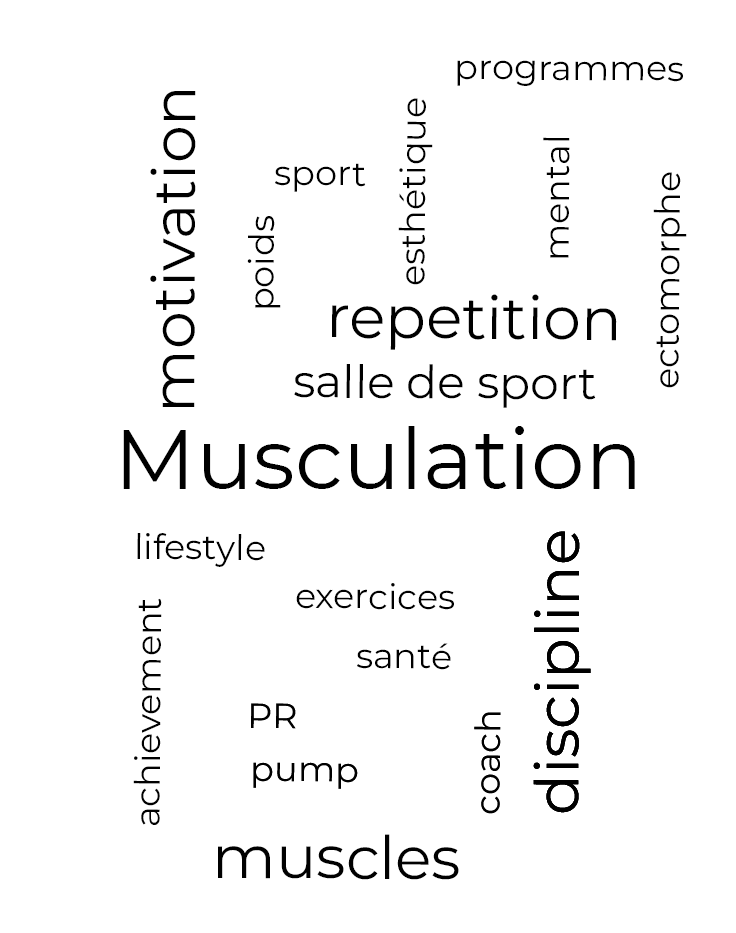 programmes
motivation
esthétique
mental
sport
ectomorphe
poids
repetition
salle de sport
Musculation
lifestyle
discipline
exercices
achievement
santé
PR
coach
pump
muscles